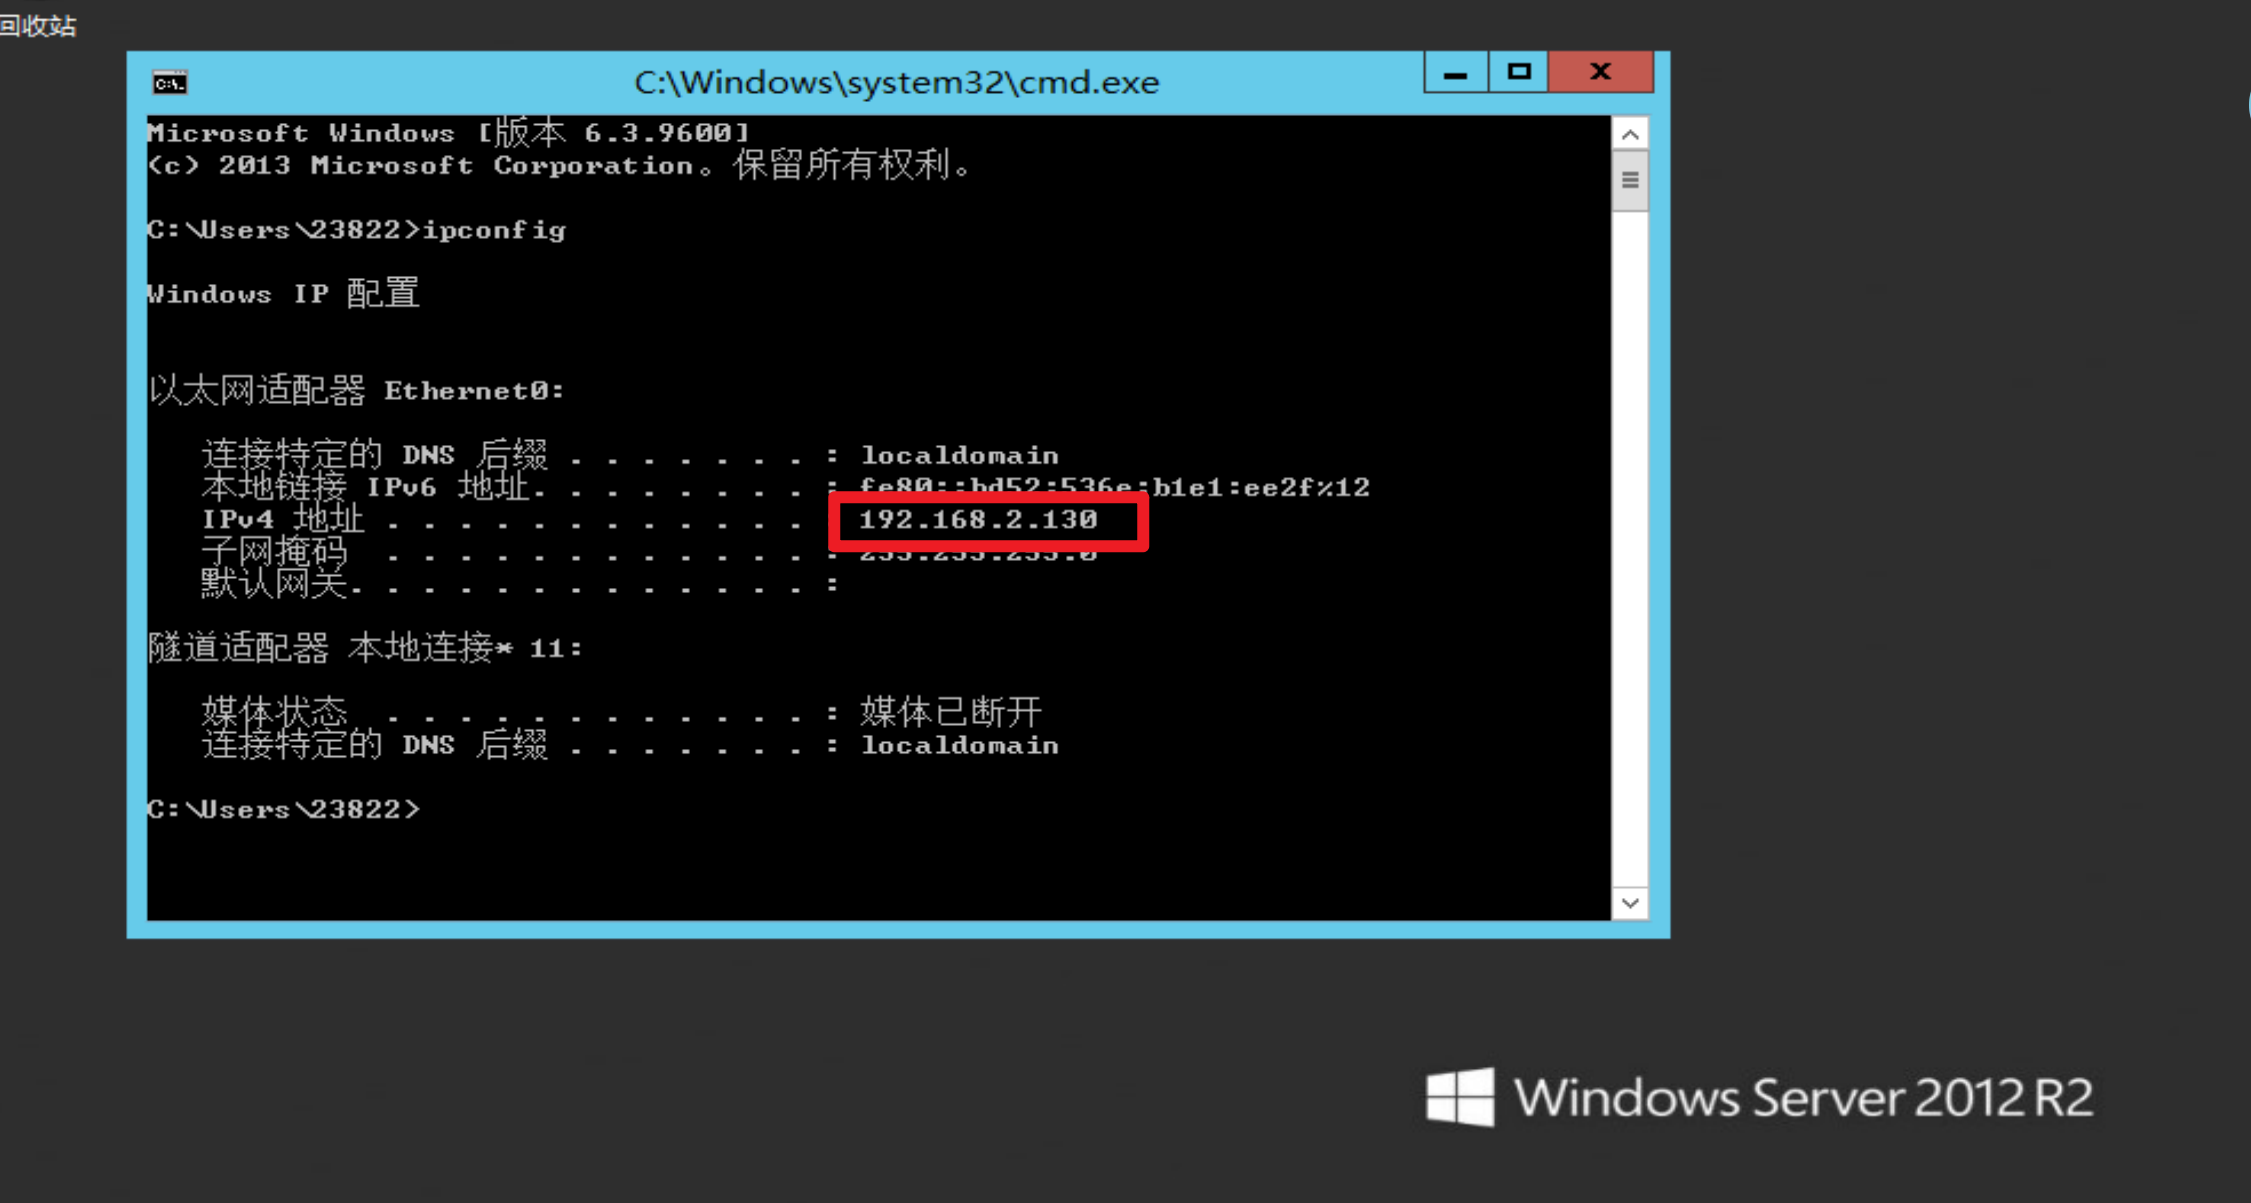 回收站
C:\Windows\system32\cmd.exe
Microsoft Windows [版本 6.3.9600]
(c) 2013 Microsoft Corporation。保留所有权利。
C:\Users\23822>ipconfig
Windows IP 配置
以太网适配器 Ethernet0:
连接特定的 DNS 后缀 . . . . . . . : localdomain
本地链接 IPv6 地址. . . . . . . . : fe80::bd52:536e:b1e1:ee2f%12
IPv4 地址 . . . . . . . . . . . . 192.168.2.130
子网掩码 . . . . . . . . . . . . : 255.255.255.0
默认网关. . . . . . . . . . . . . :
隧道适配器 本地连接* 11:
媒体状态 . . . . . . . . . . . . : 媒体已断开
连接特定的 DNS 后缀 . . . . . . . : localdomain
C:\Users\23822>
Windows Server 2012 R2